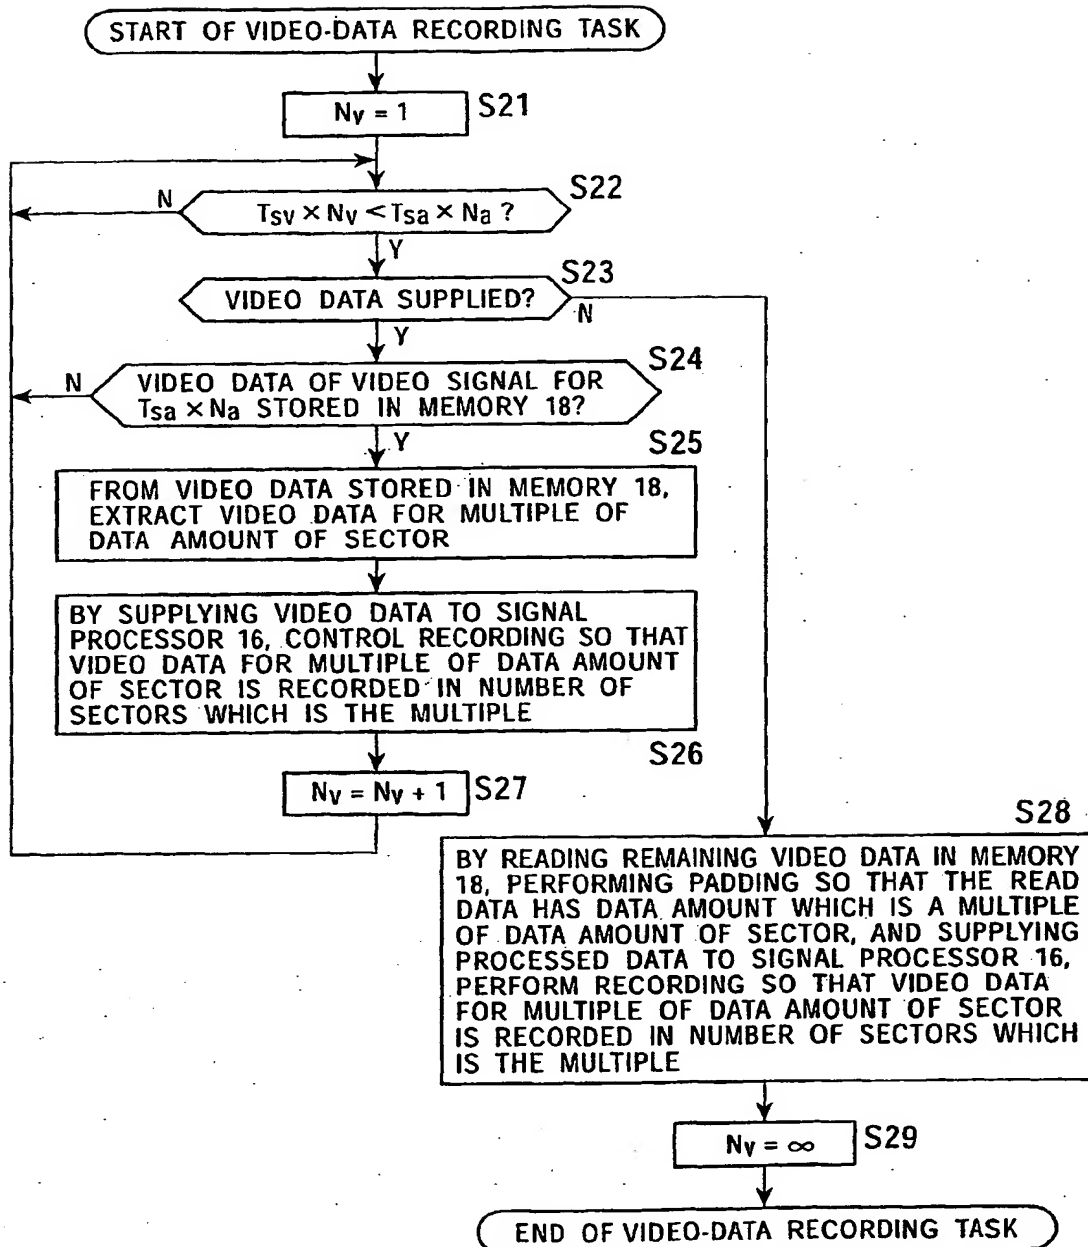 START OF VIDEO-DATA RECORDING TASK
Nv = 1
S21
S22
N
Tsv × Nv < Tsa × Na ?
Y
S23
VIDEO DATA SUPPLIED?
N
Y
S24
N
VIDEO DATA OF VIDEO SIGNAL FOR
Tsa × Na STORED IN MEMORY 18?
Y
S25
FROM VIDEO DATA STORED IN MEMORY 18,
EXTRACT VIDEO DATA FOR MULTIPLE OF
DATA AMOUNT OF SECTOR
BY SUPPLYING VIDEO DATA TO SIGNAL
PROCESSOR 16, CONTROL RECORDING SO THAT
VIDEO DATA FOR MULTIPLE OF DATA AMOUNT
OF SECTOR IS RECORDED IN NUMBER OF
SECTORS WHICH IS THE MULTIPLE
S26
Nv = Nv + 1
S27
S28
BY READING REMAINING VIDEO DATA IN MEMORY
18, PERFORMING PADDING SO THAT THE READ
DATA HAS DATA AMOUNT WHICH IS A MULTIPLE
OF DATA AMOUNT OF SECTOR, AND SUPPLYING
PROCESSED DATA TO SIGNAL PROCESSOR 16,
PERFORM RECORDING SO THAT VIDEO DATA
FOR MULTIPLE OF DATA AMOUNT OF SECTOR
IS RECORDED IN NUMBER OF SECTORS WHICH
IS THE MULTIPLE
Nv = ∞
S29
END OF VIDEO-DATA RECORDING TASK